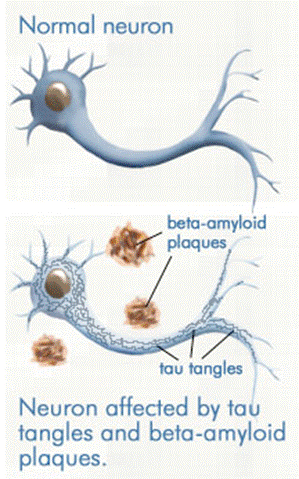 Normal neuron
beta-amyloid
plaques
tau tangles
Neuron affected by tau
tangles and beta-amyloid
plaques.